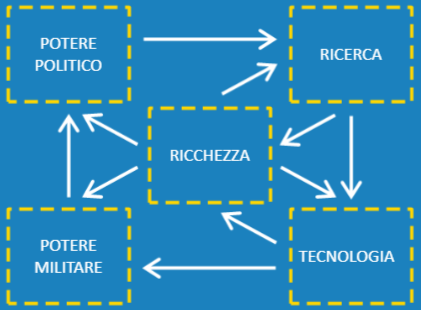 POTERE
POLITICO
RICERCA
RICCHEZZA
POTERE
MILITARE
TECNOLOGIA